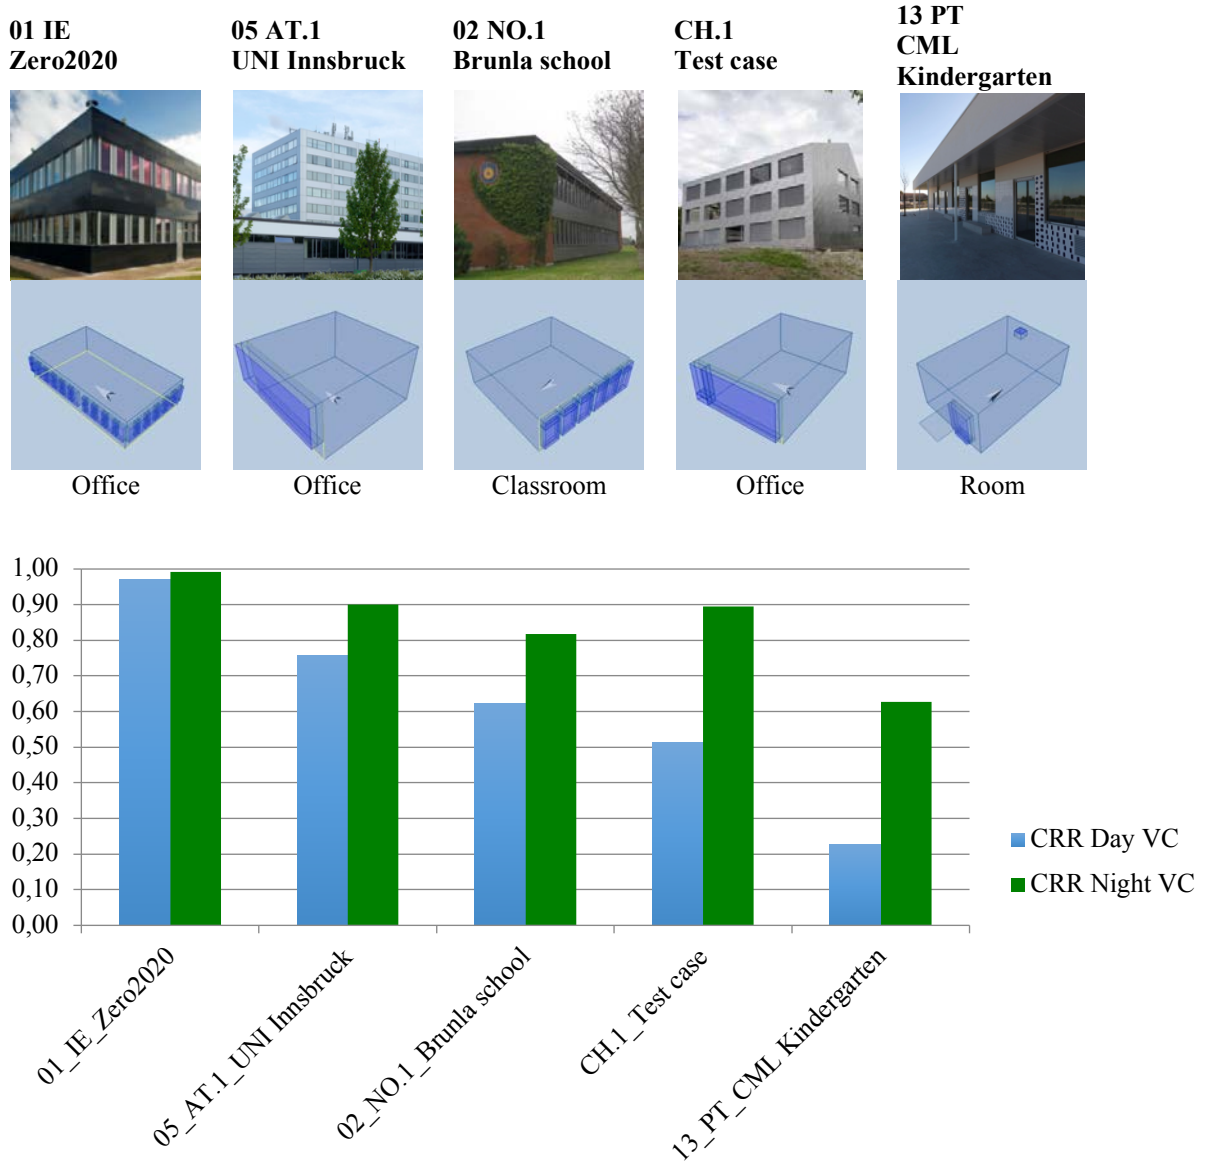 01 IE
Zero2020
05 AT.1
UNI Innsbruck
02 NO.1
Brunla school
CH.1
Test case
13 PT
CML
Kindergarten
Office
Office
Classroom
Office
Room
1,00
0,90
0,80
0,70
0,60
0,50
0,40
0,30
0,20
0,10
0,00
CRR Day VC
CRR Night VC
01_IE_Zero2020
05_AT.1_UNI Innsbruck
02_NO.1_Brunla school
CH.1_Test case
13_PT_CML Kindergarten